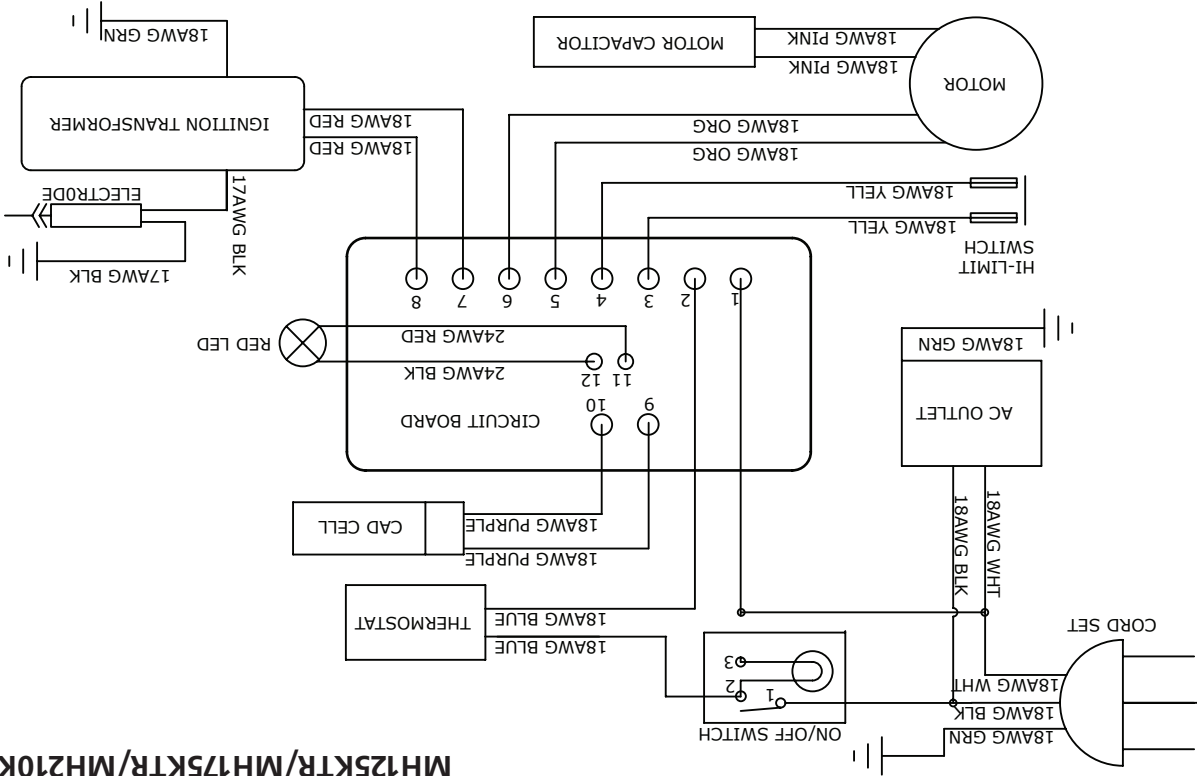 MH125KTR/MH175KTR/MH210K
18AWG GRN
18AWG BLK
18AWG WHT
CORD SET
ON/OFF SWITCH
1
2
3
18AWG BLUE
18AWG BLUE
THERMOSTAT
18AWG WHT
18AWG BLK
AC OUTLET
18AWG GRN
18AWG PURPLE
18AWG PURPLE
CAD CELL
CIRCUIT BOARD
9
10
11
12
24AWG BLK
24AWG RED
RED LED
1
2
3
4
5
6
7
8
HI-LIMIT
SWITCH
18AWG YELL
18AWG YELL
17AWG BLK
17AWG BLK
ELECTRODE
18AWG ORG
18AWG ORG
18AWG RED
18AWG RED
IGNITION TRANSFORMER
MOTOR
18AWG PINK
18AWG PINK
MOTOR CAPACITOR
18AWG GRN